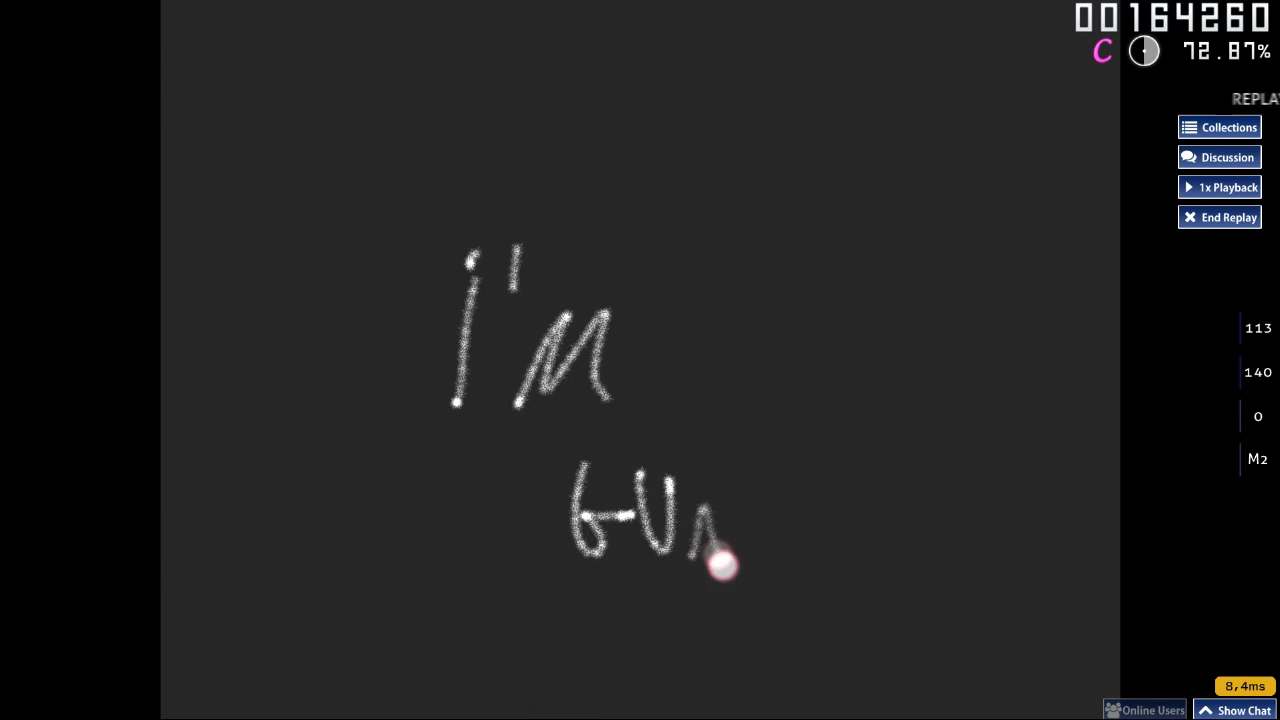 00164260
C 72.87%
REPLA
Collections
Discussion
1x Playback
End Replay
i'm
113
140
0
M2
8,4ms
Online Users
Show Chat